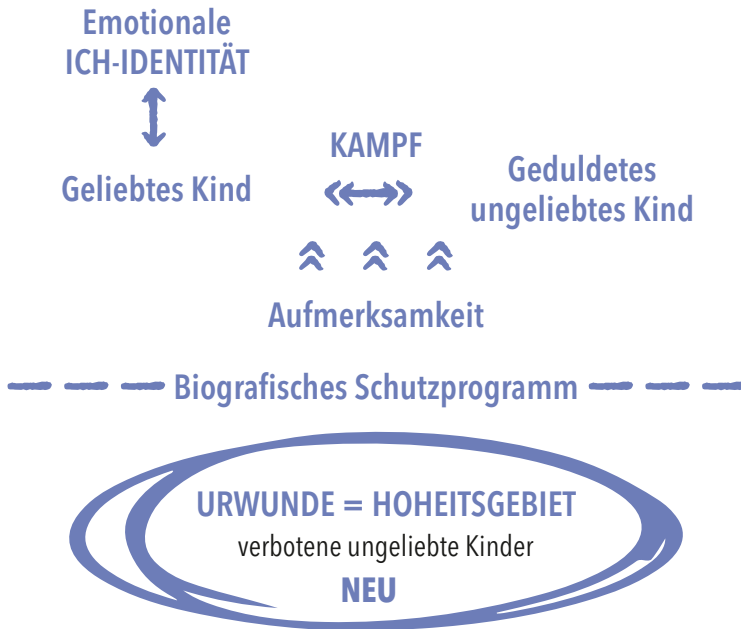 Emotionale
ICH-IDENTITÄT
KAMPF
Geliebtes Kind
Geduldetes
ungeliebtes Kind
Aufmerksamkeit
Biografisches Schutzprogramm
URWUNDE = HOHEITSGEBIET
verbotene ungeliebte Kinder
NEU